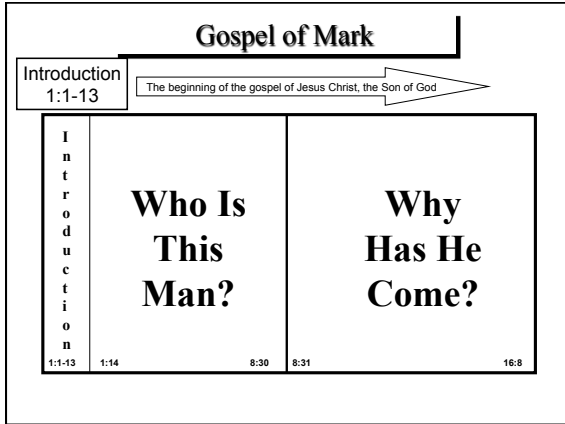 Gospel of Mark
Introduction
1:1-13
The beginning of the gospel of Jesus Christ, the Son of God
I
n
t
r
o
d
u
c
t
i
o
n
1:1-13
Who Is
This
Man?
1:14 8:30
Why
Has He
Come?
8:31 16:8